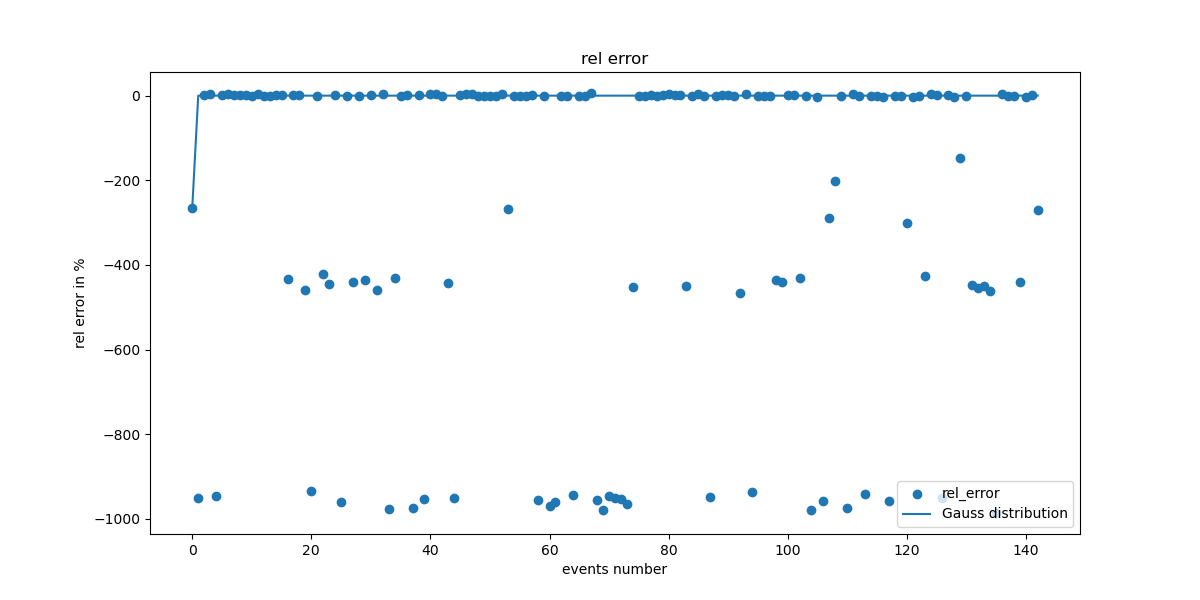 rel error
rel error in %
0
−200
−400
−600
−800
−1000
0 20 40 60 80 100 120 140
events number
rel_error
Gauss distribution